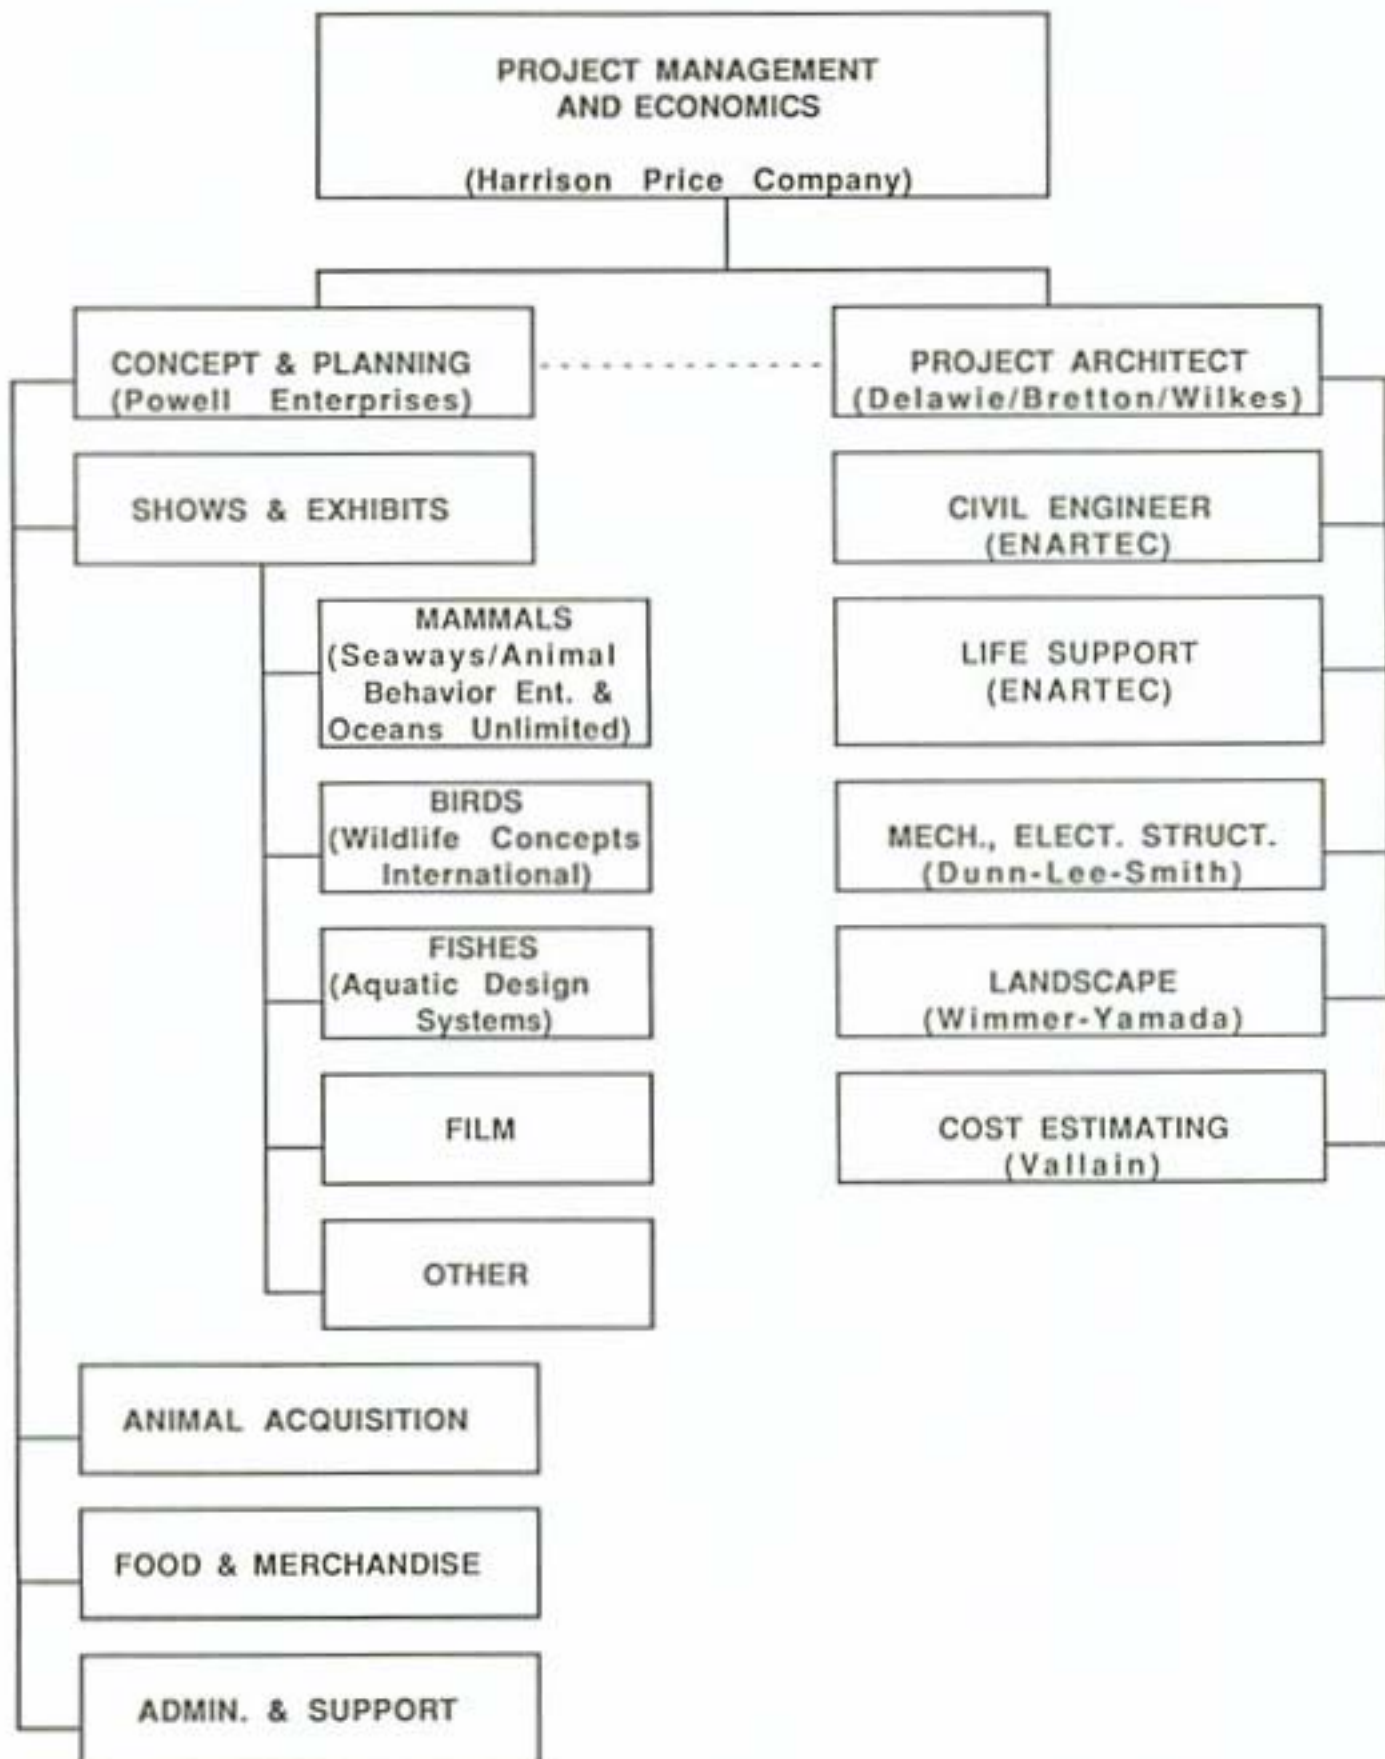 PROJECT MANAGEMENT
AND ECONOMICS
(Harrison Price Company)
CONCEPT & PLANNING
(Powell Enterprises)
SHOWS & EXHIBITS
MAMMALS
(Seaways/Animal
Behavior Ent. &
Oceans Unlimited)
BIRDS
(Wildlife Concepts
International)
FISHES
(Aquatic Design
Systems)
FILM
OTHER
ANIMAL ACQUISITION
FOOD & MERCHANDISE
ADMIN. & SUPPORT
PROJECT ARCHITECT
(Delawie/Bretton/Wilkes)
CIVIL ENGINEER
(ENARTEC)
LIFE SUPPORT
(ENARTEC)
MECH., ELECT. STRUCT.
(Dunn-Lee-Smith)
LANDSCAPE
(Wimmer-Yamada)
COST ESTIMATING
(Vallain)